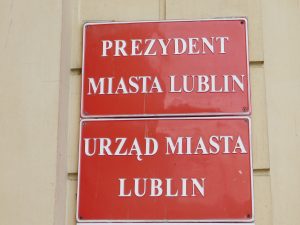 PREZYDENT
MIASTA LUBLIN
URZĄD MIASTA
LUBLIN